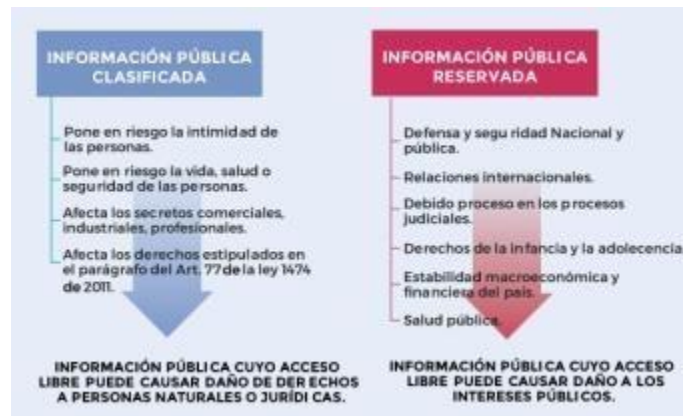 INFORMACIÓN PÚBLICA
CLASIFICADA
Pone en riesgo la intimidad de
las personas.
Pone en riesgo la vida, salud o
seguridad de las personas.
Afecta los secretos comerciales,
industriales, profesionales.
Afecta los derechos estipulados en
el parágrafo del Art. 77 de la ley 1474
de 2011.
INFORMACIÓN PÚBLICA CUYO ACCESO
LIBRE PUEDE CAUSAR DAÑO DE DERECHOS
A PERSONAS NATURALES O JURÍDICAS.
INFORMACIÓN PÚBLICA
RESERVADA
Defensa y seguridad Nacional y
pública.
Relaciones internacionales.
Debido proceso en los procesos
judiciales.
Derechos de la infancia y la adolecencia
Estabilidad macroeconómica y
financiera del país.
Salud pública.
INFORMACIÓN PÚBLICA CUYO ACCESO
LIBRE PUEDE CAUSAR DAÑO A LOS
INTERESES PÚBLICOS.